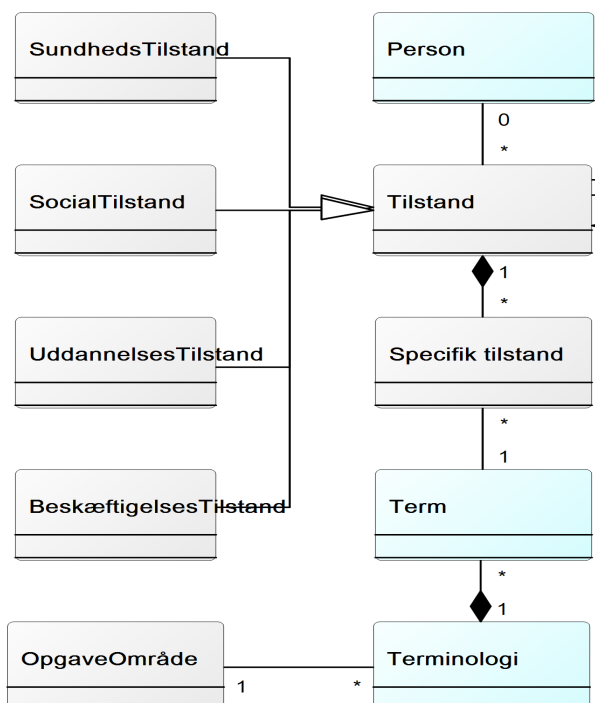 SundhedsTilstand
Person
0
*
SocialTilstand
Tilstand
1
*
UddannelsesTilstand
Specifik tilstand
*
1
BeskæftigelsesTilstand
Term
*
1
OpgaveOmråde
Terminologi
1
*